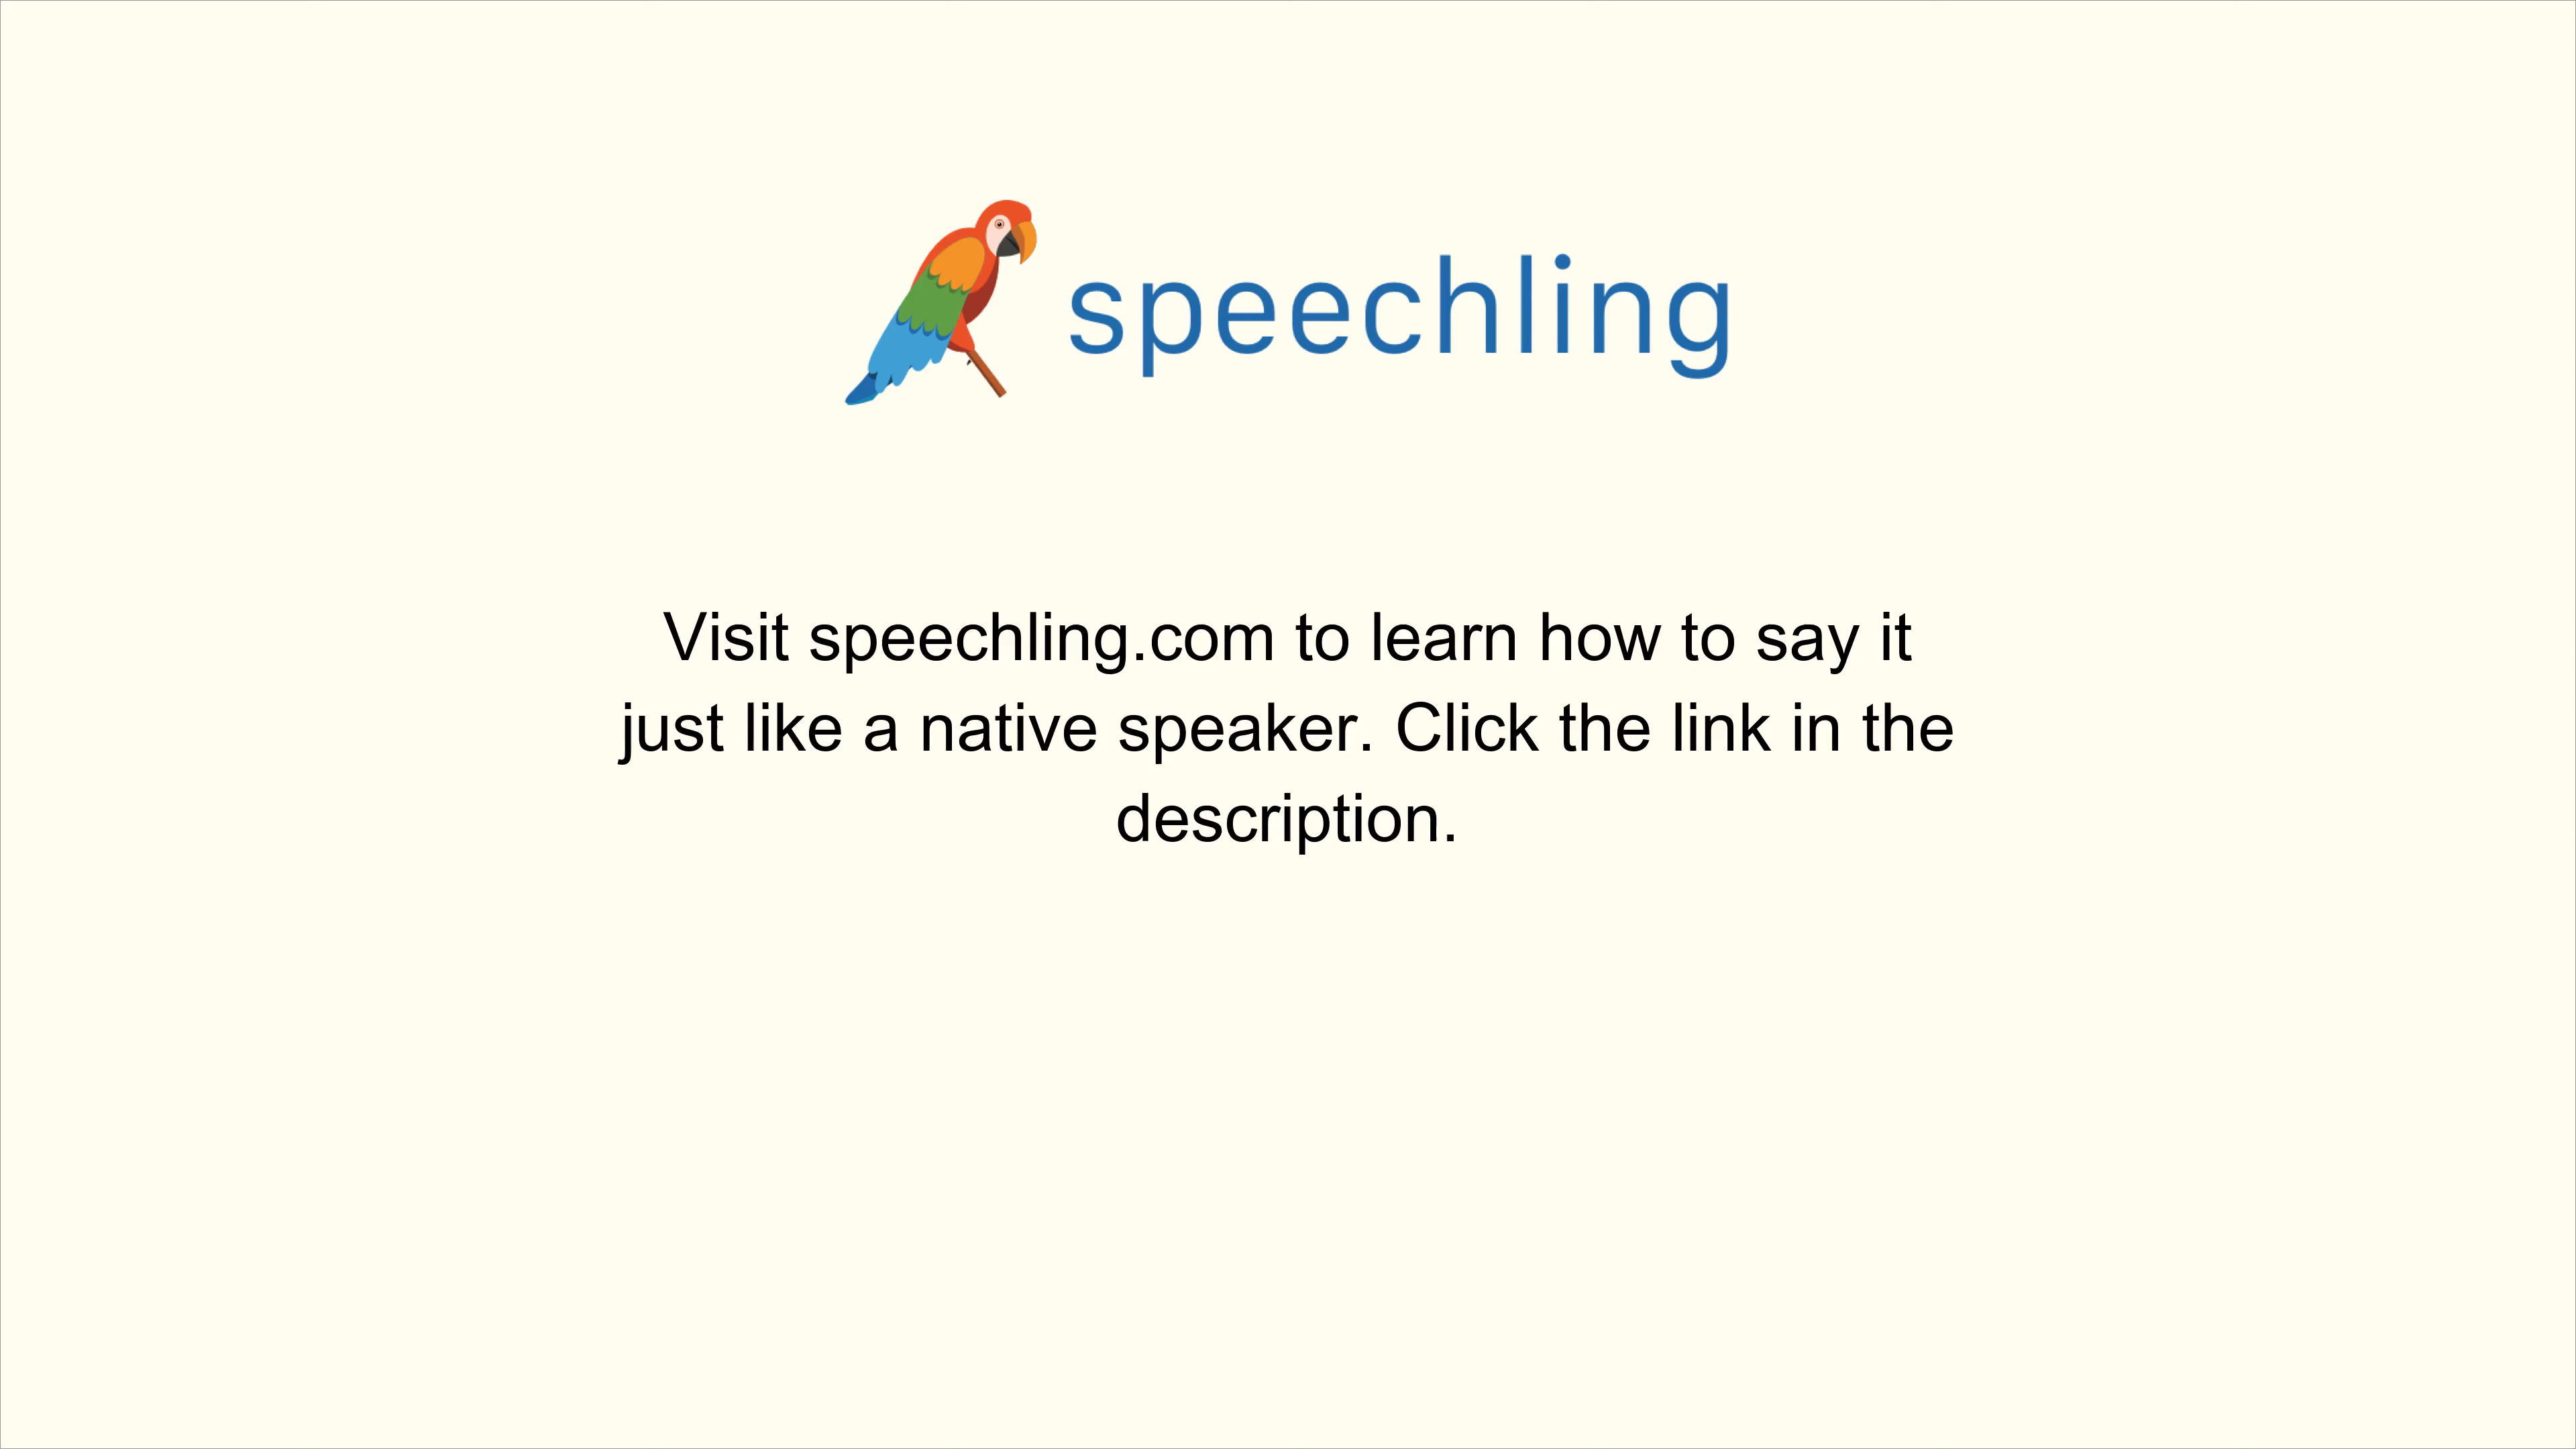 speechling
Visit speechling.com to learn how to say it
just like a native speaker. Click the link in the
description.